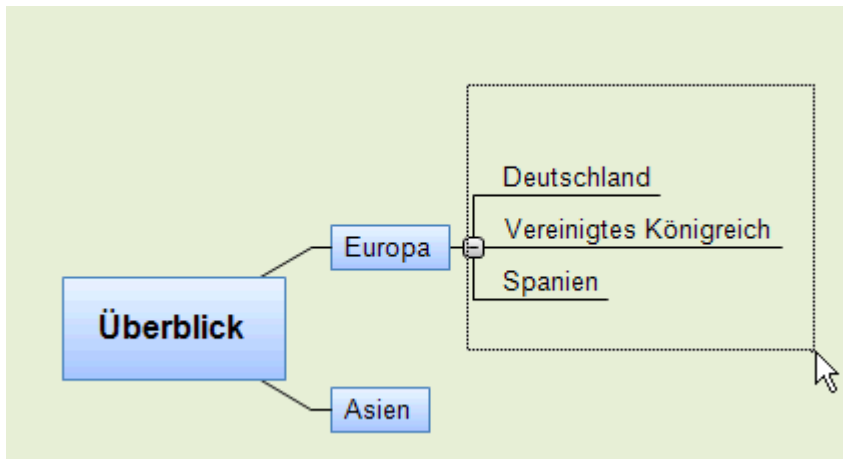 Überblick
Europa
Deutschland
Vereinigtes Königreich
Spanien
Asien